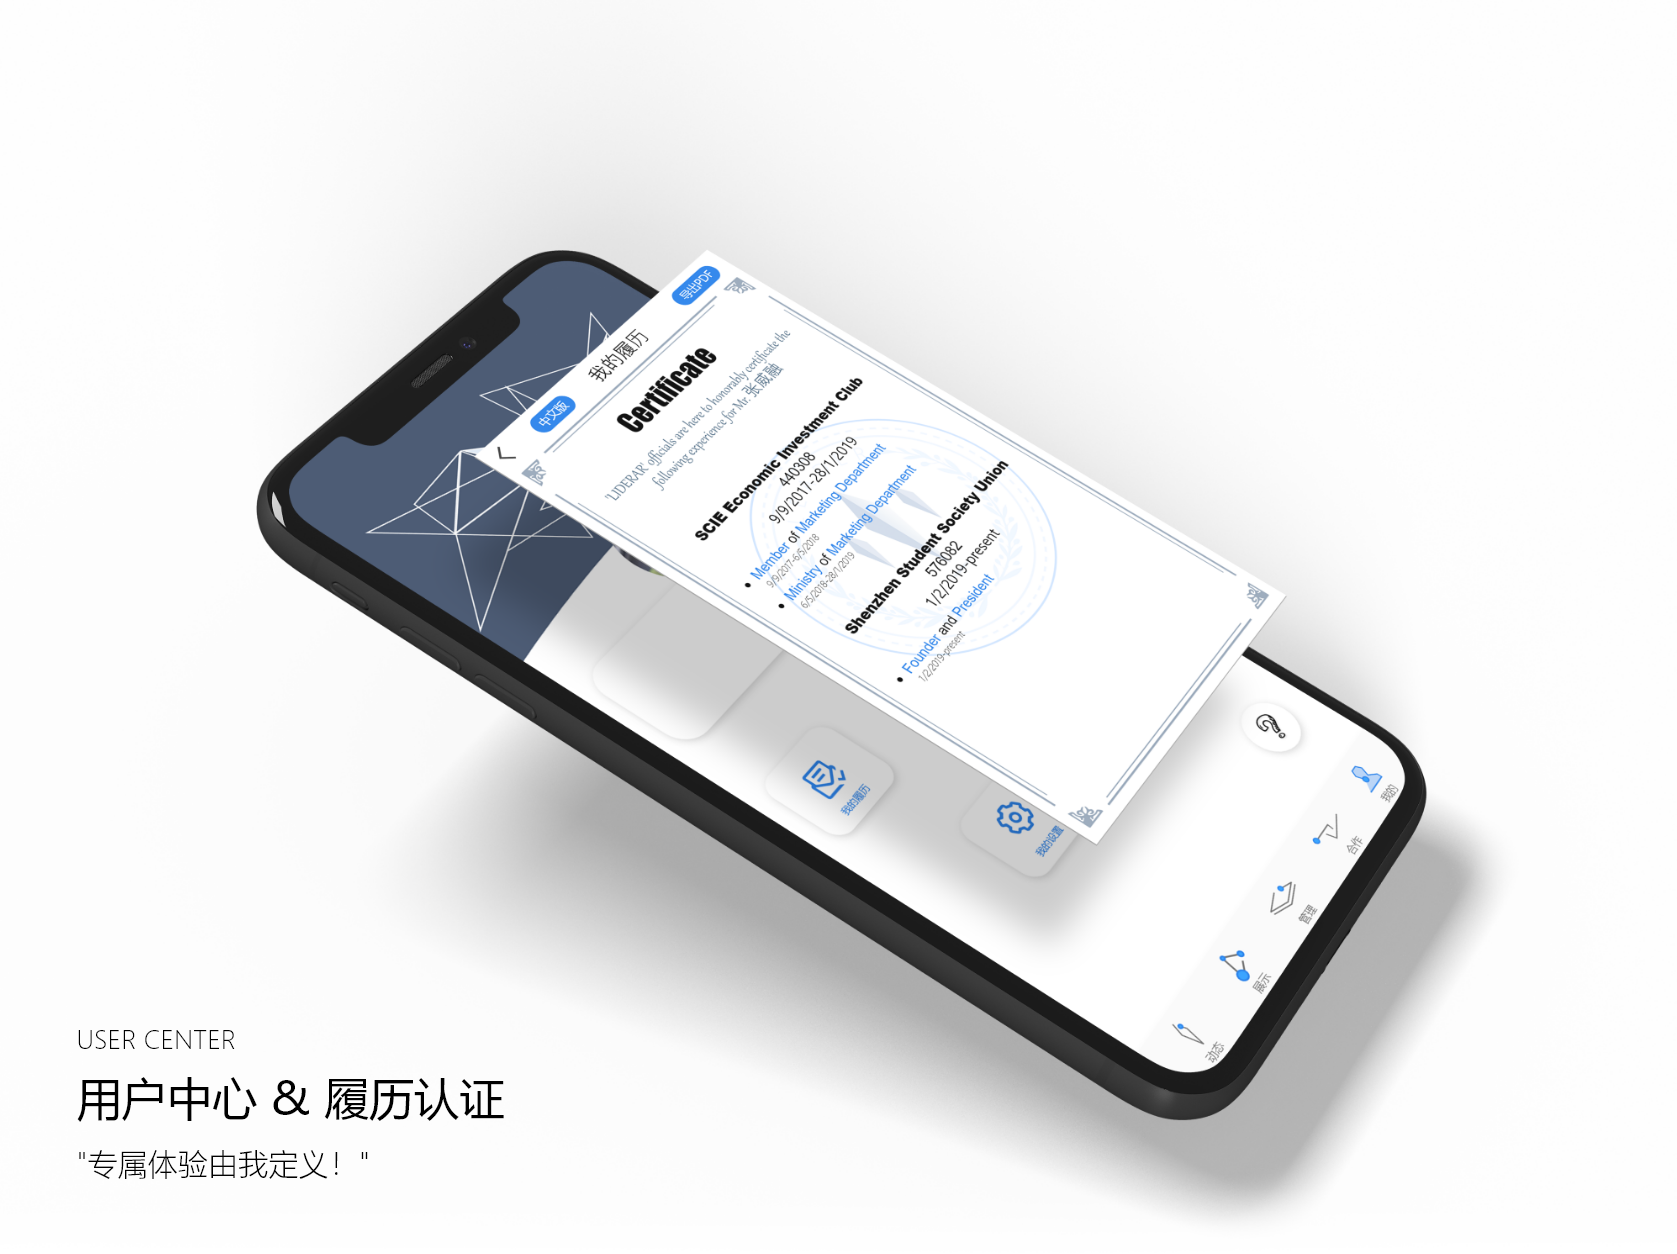 导出PDF
我的履历
中文版
Certificate
"LIDERAR" officials are here to honorably certificate the
following experience for Mr. 张威融
SCIE Economic Investment Club
440308
9/9/2017-28/1/2019
• Member of Marketing Department
9/9/2017-6/5/2018
• Ministry of Marketing Department
6/5/2018-28/1/2019
Shenzhen Student Society Union
576082
1/2/2019-present
• Founder and President
1/2/2019-present
我的履历
我的设置
?
动态
展示
管理
合作
我的
USER CENTER
用户中心 & 履历认证
"专属体验由我定义！"